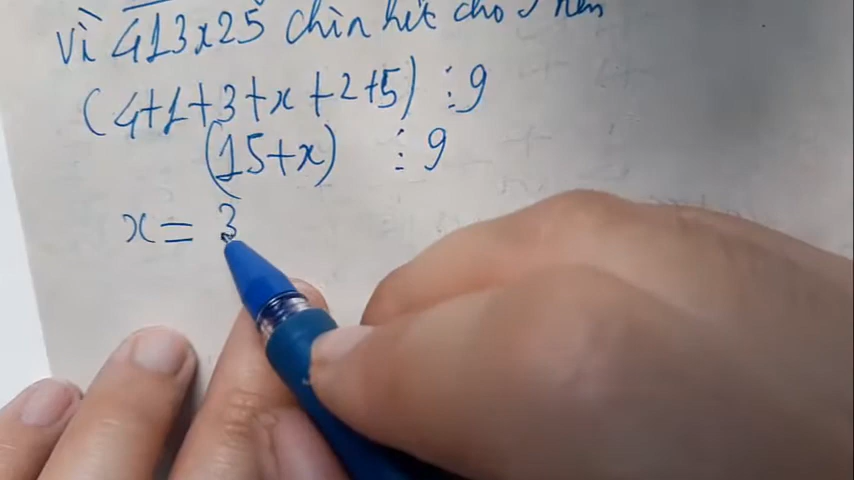 Vì 413x25 chia hết cho 9 nên
(4+1+3+x+2+5) ⋮ 9
(15+x) ⋮ 9
x = 3